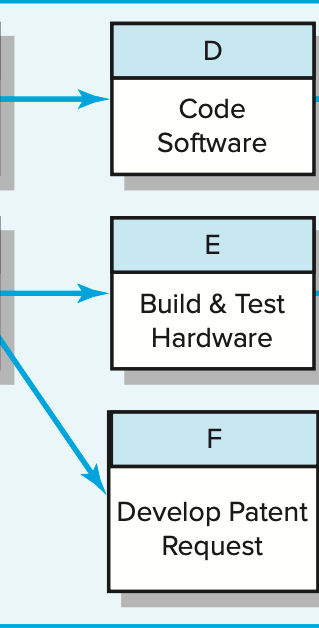 D
Code
Software
E
Build & Test
Hardware
F
Develop Patent
Request